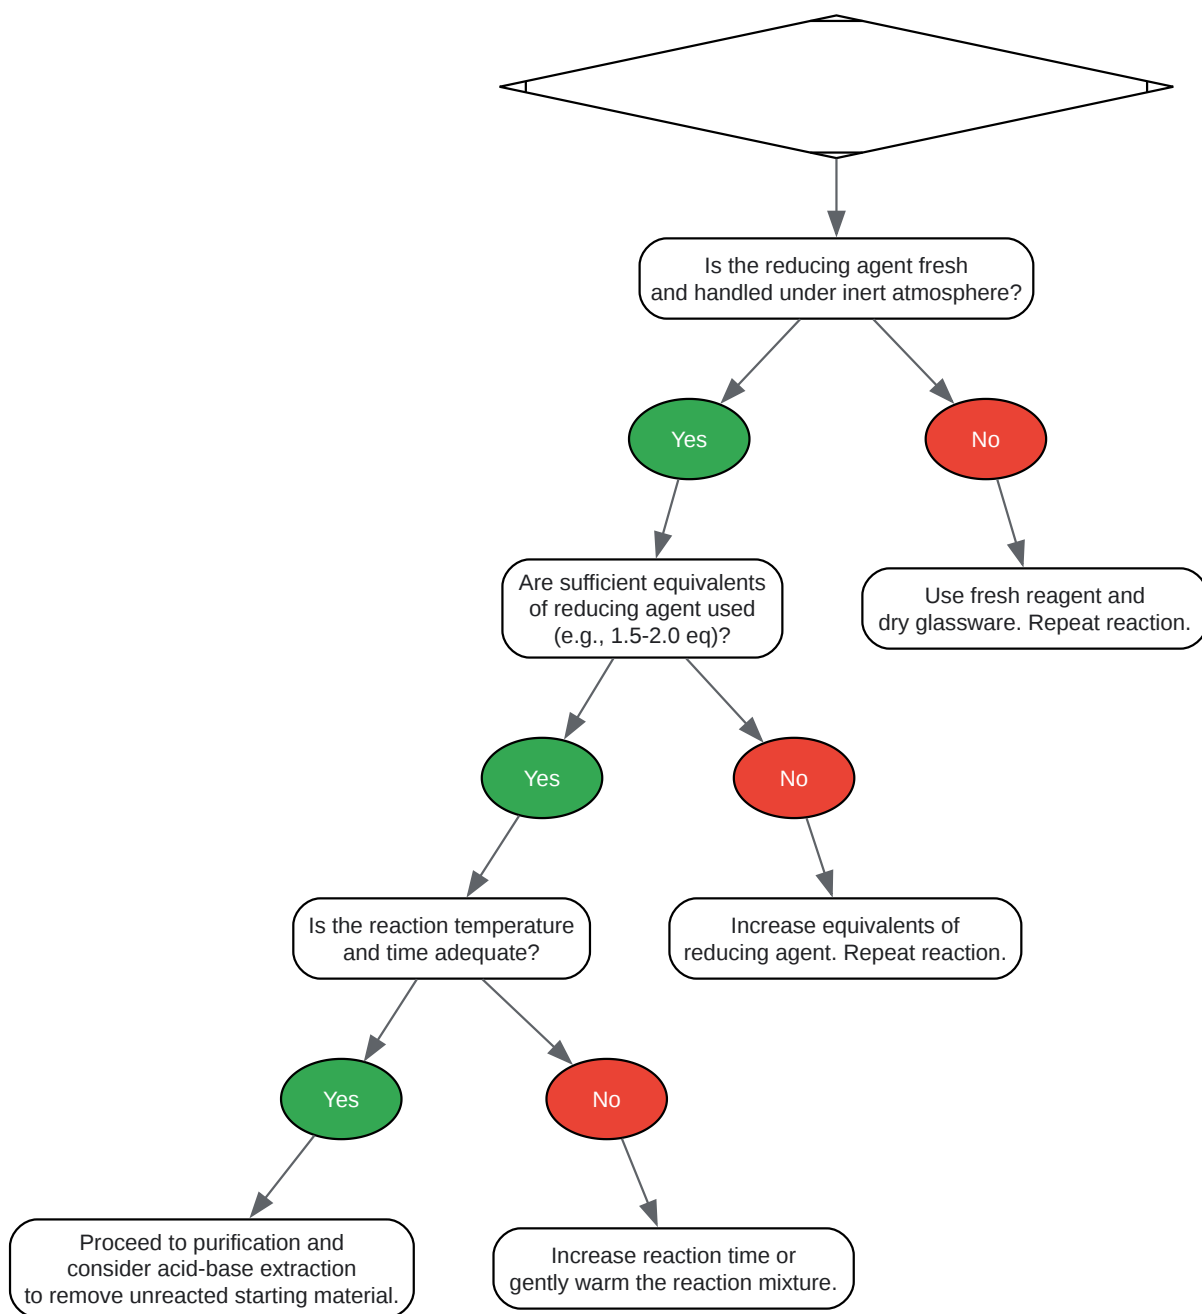 Is the reducing agent fresh
and handled under inert atmosphere?
Yes
No
Are sufficient equivalents
of reducing agent used
(e.g., 1.5-2.0 eq)?
Use fresh reagent and
dry glassware. Repeat reaction.
Yes
No
Is the reaction temperature
and time adequate?
Increase equivalents of
reducing agent. Repeat reaction.
Yes
No
Proceed to purification and
consider acid-base extraction
to remove unreacted starting material.
Increase reaction time or
gently warm the reaction mixture.